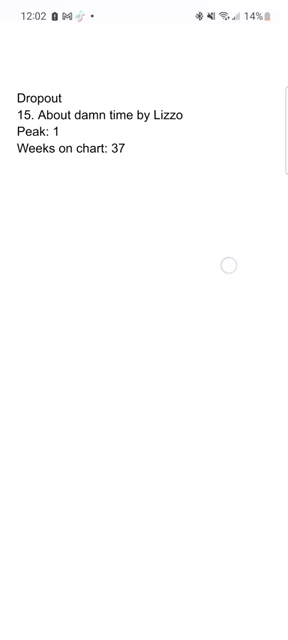 12:02
14%
Dropout
15. About damn time by Lizzo
Peak: 1
Weeks on chart: 37